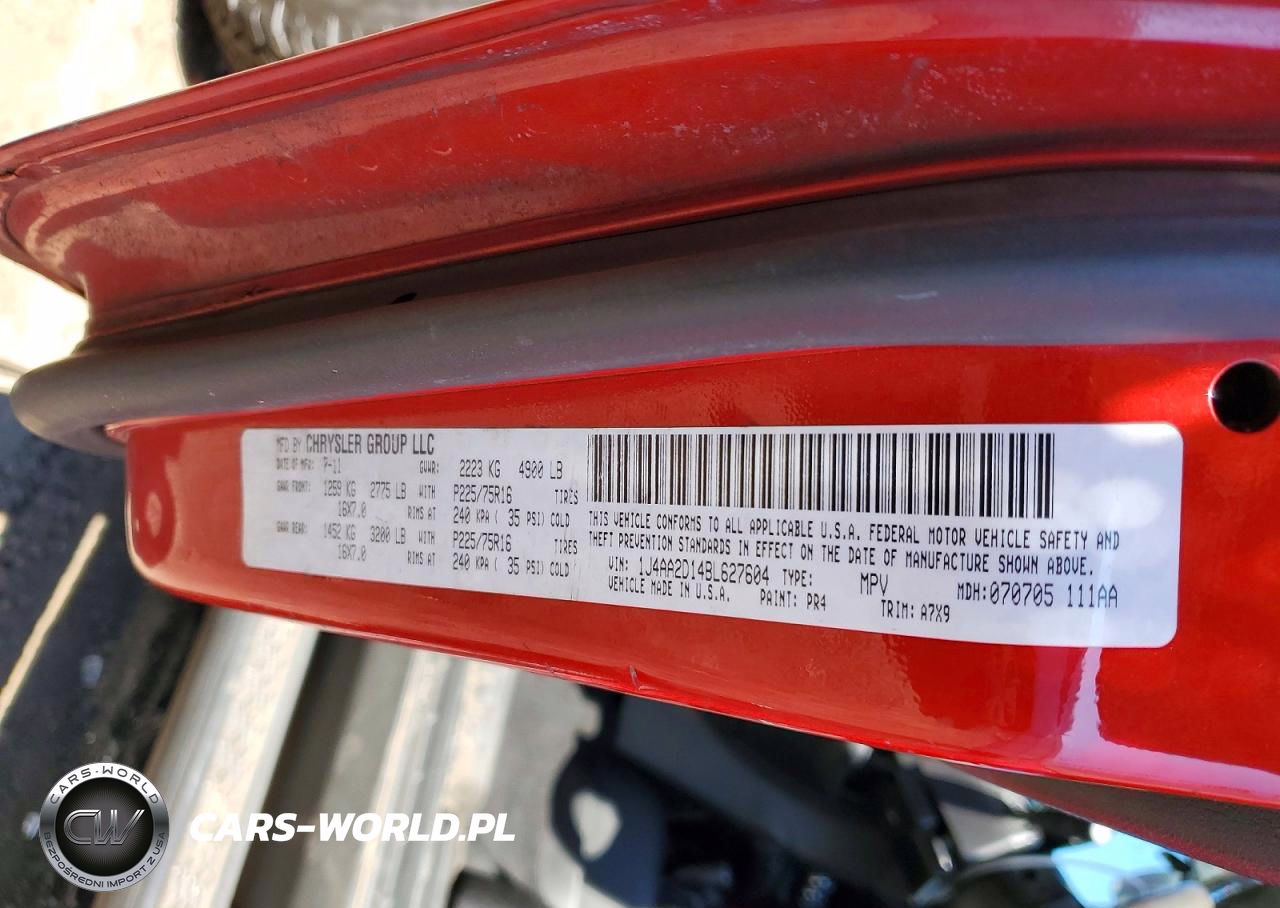 MFD BY CHRYSLER GROUP LLC
DATE OF MFR: 7-11 GVWR: 2223 KG 4900 LB
GAWR FRONT: 1259 KG 2775 LB WITH P225/75R16 TIRES
16X7.0 RIMS AT 240 KPA ( 35 PSI) COLD
GAWR REAR: 1452 KG 3200 LB WITH P225/75R16 TIRES
16X7.0 RIMS AT 240 KPA ( 35 PSI) COLD
THIS VEHICLE CONFORMS TO ALL APPLICABLE U.S.A. FEDERAL MOTOR VEHICLE SAFETY AND
THEFT PREVENTION STANDARDS IN EFFECT ON THE DATE OF MANUFACTURE SHOWN ABOVE.
VIN: 1J4AA2D14BL627604 TYPE: MPV MDH:070705 111AA
VEHICLE MADE IN U.S.A. PAINT: PR4 TRIM: A7X9
CARS-WORLD
CW
BEZPOŚREDNI IMPORT Z USA
CARS-WORLD.PL